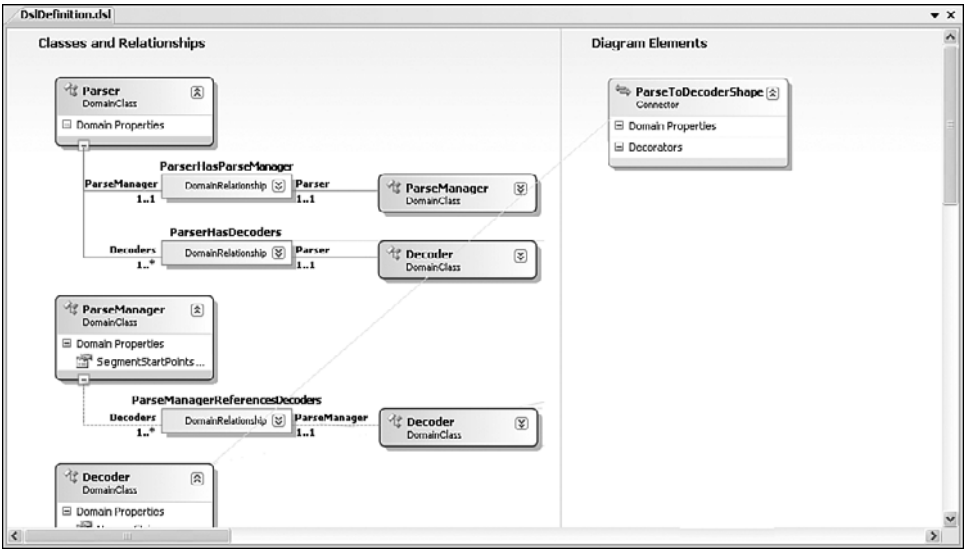 DslDefinition.dsl
Classes and Relationships
Diagram Elements
Parser
DomainClass
Domain Properties
ParserHasParseManager
ParseManager
DomainRelationship
Parser
1..1
1..1
ParseManager
DomainClass
ParserHasDecoders
Decoders
DomainRelationship
Parser
1..*
1..1
Decoder
DomainClass
ParseManager
DomainClass
Domain Properties
SegmentStartPoints...
ParseManagerReferencesDecoders
Decoders
DomainRelationship
ParseManager
1..*
1..1
Decoder
DomainClass
Decoder
DomainClass
Domain Properties
ParseToDecoderShape
Connector
Domain Properties
Decorators